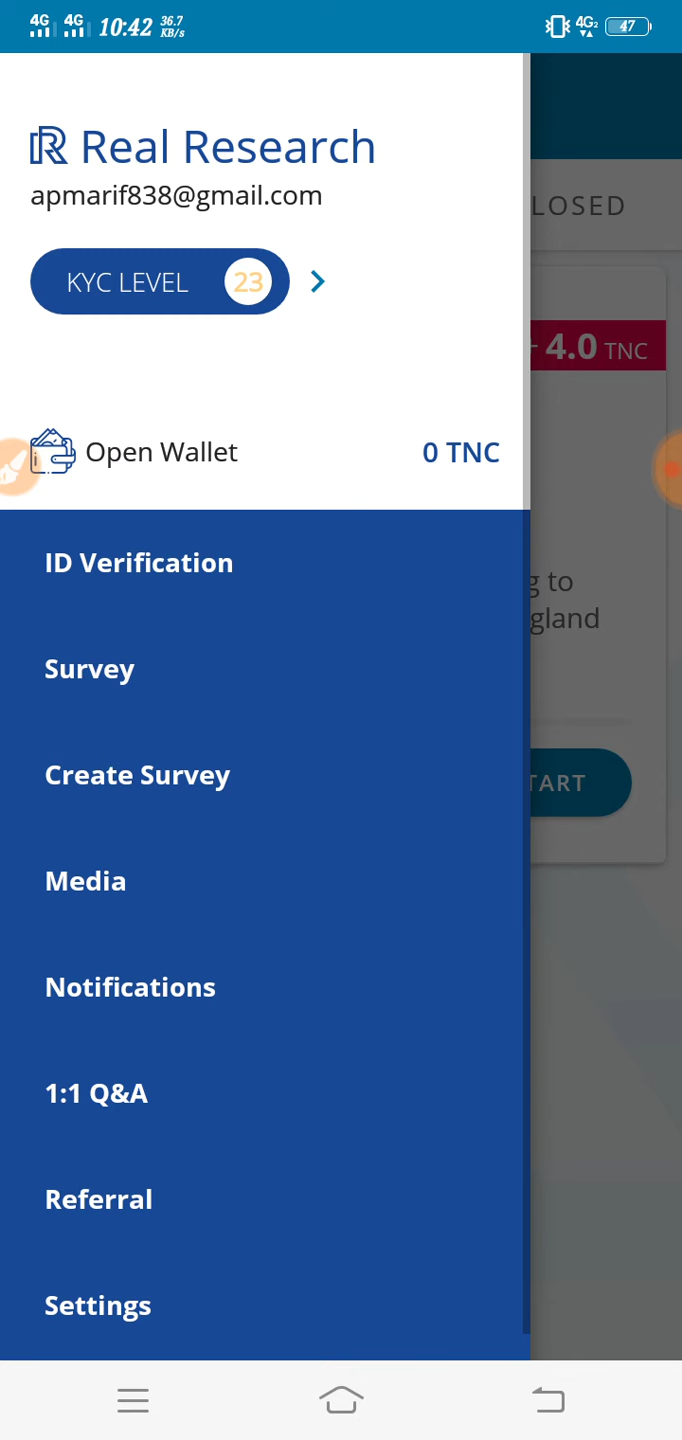 4G 4G 10:42 36.7 KB/s 4G2 47
Real Research
apmarif838@gmail.com
LOSED
KYC LEVEL 23
4.0 TNC
Open Wallet 0 TNC
ID Verification
g to
gland
Survey
Create Survey
TART
Media
Notifications
1:1 Q&A
Referral
Settings